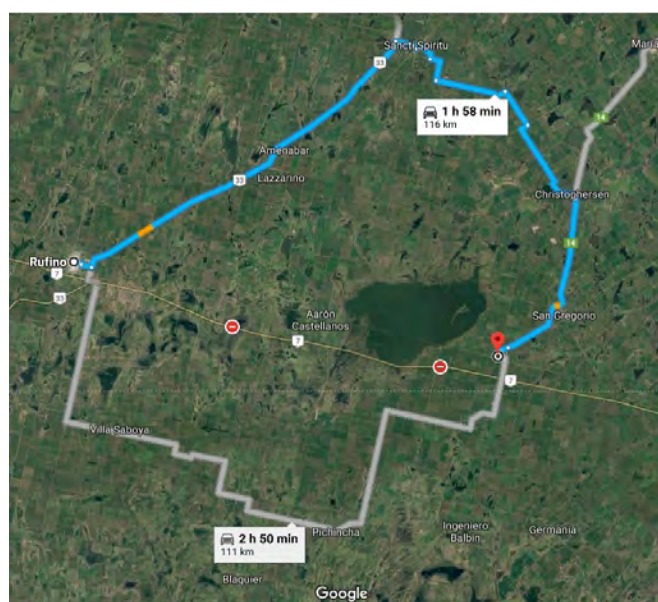 Sancti Spiritu
María
33
1 h 58 min
116 km
14
Amenabar
33
Lazzarino
Christophersen
14
Rufino
7
33
Aarón
Castellanos
San Gregorio
7
7
Villa Saboya
2 h 50 min
111 km
Pichincha
Ingeniero
Balbín
Germania
Blaquier
Google